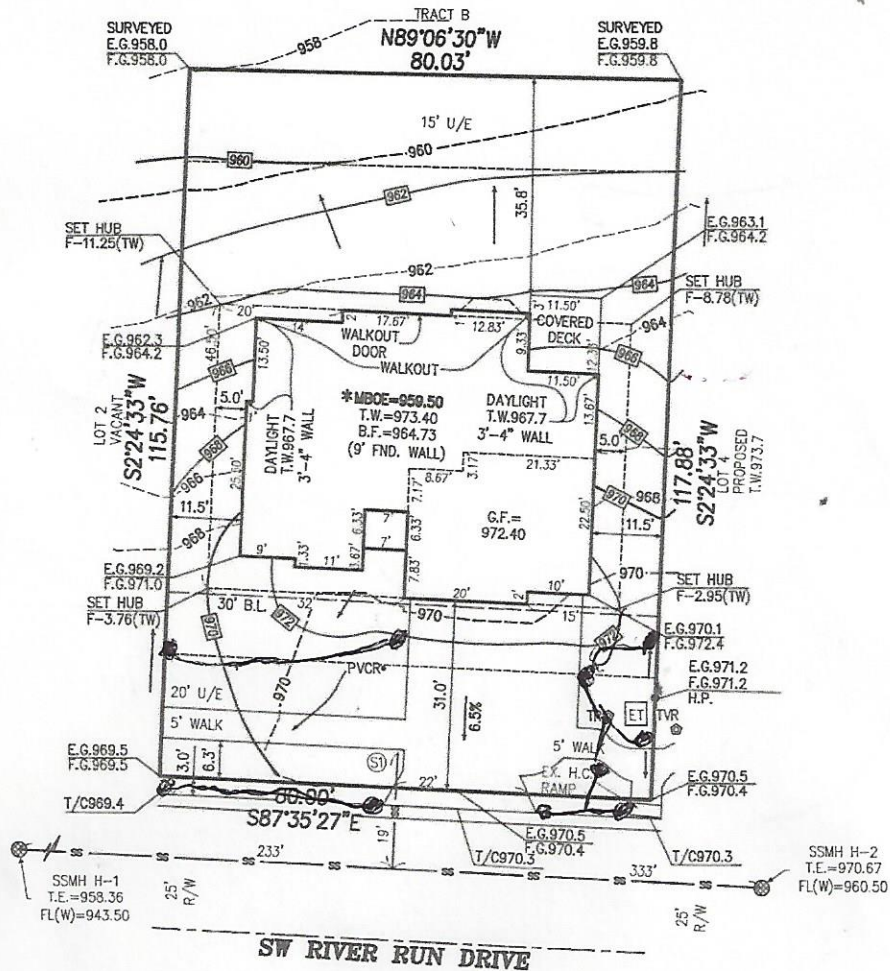 TRACT B
SURVEYED
E.G.958.0
F.G.958.0
958
N89°06'30"W
80.03'
SURVEYED
E.G.959.8
F.G.959.8
15' U/E
960
960
962
35.8'
SET HUB
F-11.25(TW)
E.G.963.1
F.G.964.2
962
962
964
964
SET HUB
F-8.78(TW)
964
20'
14'
2'
17.67'
12.83'
3'
11.50'
COVERED
DECK
9.33'
11.50'
966
E.G.962.3
F.G.964.2
46.50'
13.50'
WALKOUT
DOOR
WALKOUT
966
5.0'
964
LOT 2
VACANT
S2°24'33"W
115.76'
DAYLIGHT
T.W.967.7
3'-4" WALL
*MBOE=959.50
T.W.=973.40
B.F.=964.73
(9' FND. WALL)
DAYLIGHT
T.W.967.7
3'-4" WALL
13.67'
5.0'
968
968
966
25.50'
8.67'
3.17'
21.33'
7.17'
970
968
117.88'
S2°24'33"W
LOT 4
PROPOSED
T.W.973.7
11.5'
968
6.33'
7'
7'
6.33'
G.F.=
972.40
22.50'
11.5'
E.G.969.2
F.G.971.0
9'
11'
7.83'
970
SET HUB
F-3.76(TW)
30' B.L.
32'
970
20'
2'
10'
15'
SET HUB
F-2.95(TW)
970
972
972
E.G.970.1
F.G.972.4
970
PVCR
E.G.971.2
F.G.971.2
H.P.
20' U/E
31.0'
6.5%
ET
TVR
5' WALK
E.G.969.5
F.G.969.5
3.0'
6.3'
S1
22'
EX. H.C.
RAMP
E.G.970.5
F.G.970.4
T/C969.4
S87°35'27"E
19'
E.G.970.5
F.G.970.4
T/C970.3
T/C970.3
SS
SS
233'
SS
SS
SS
SS
333'
SS
SSMH H-1
T.E.=958.36
FL(W)=943.50
25'
R/W
25'
R/W
SSMH H-2
T.E.=970.67
FL(W)=960.50
SW RIVER RUN DRIVE